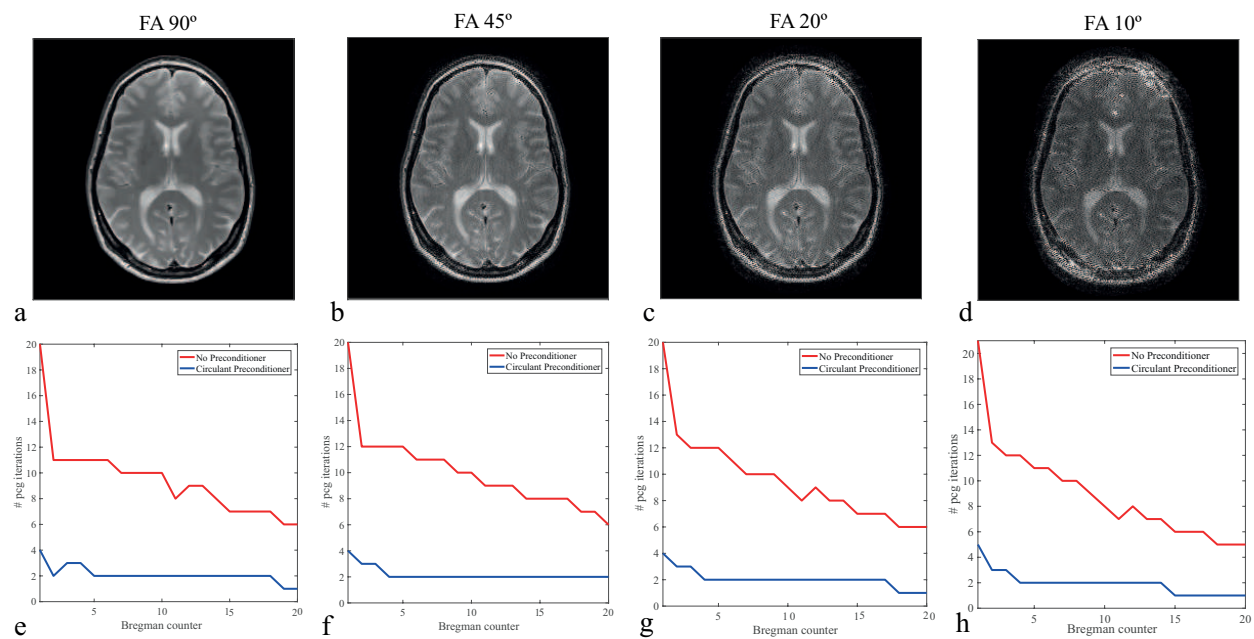 FA 90º FA 45º FA 20º FA 10º
a b c d
20
18
16
14
12
10
8
6
4
2
0
5 10 15 20
# pcg iterations
Bregman counter
No Preconditioner
Circulant Preconditioner
e
20
18
16
14
12
10
8
6
4
2
0
5 10 15 20
# pcg iterations
Bregman counter
No Preconditioner
Circulant Preconditioner
f
20
18
16
14
12
10
8
6
4
2
0
5 10 15 20
# pcg iterations
Bregman counter
No Preconditioner
Circulant Preconditioner
g
20
18
16
14
12
10
8
6
4
2
0
5 10 15 20
# pcg iterations
Bregman counter
No Preconditioner
Circulant Preconditioner
h